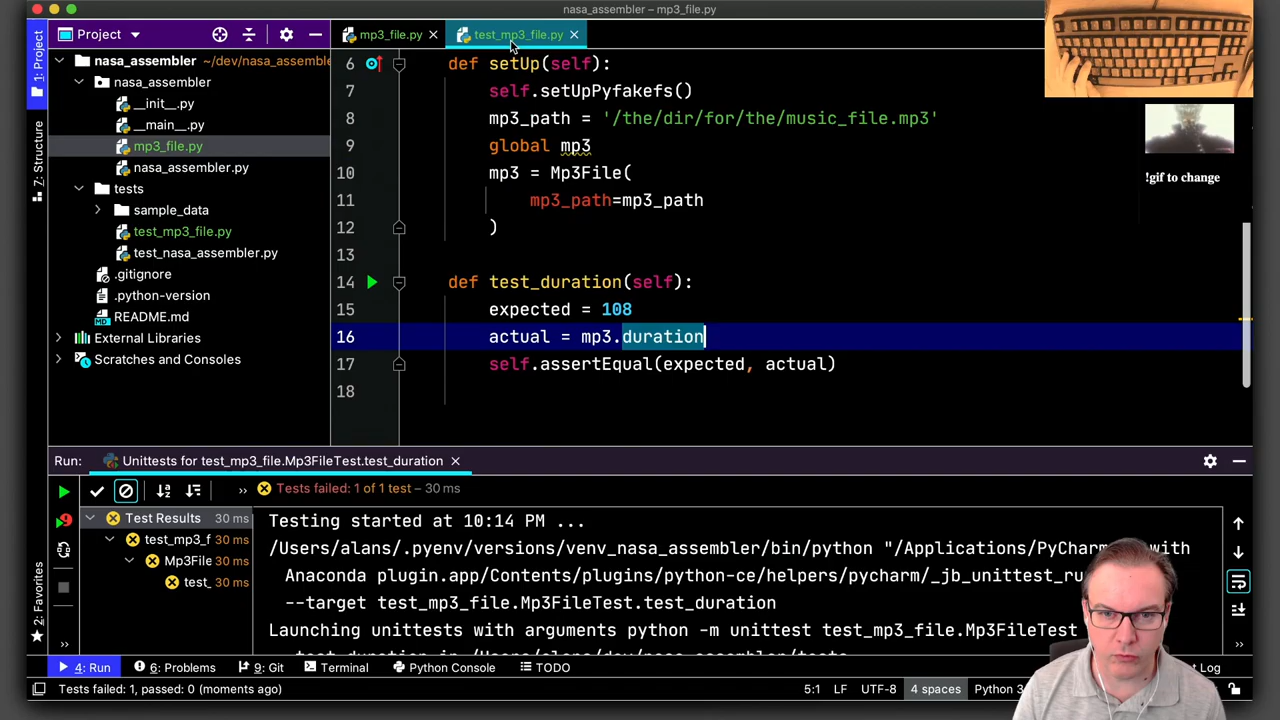 nasa_assembler – mp3_file.py
1: Project
Project
mp3_file.py
test_mp3_file.py
nasa_assembler ~/dev/nasa_assemble
nasa_assembler
__init__.py
__main__.py
mp3_file.py
nasa_assembler.py
tests
sample_data
test_mp3_file.py
test_nasa_assembler.py
.gitignore
.python-version
README.md
External Libraries
Scratches and Consoles
7: Structure
2: Favorites
6 def setUp(self):
7 self.setUpPyfakefs()
8 mp3_path = '/the/dir/for/the/music_file.mp3'
9 global mp3
10 mp3 = Mp3File(
11 mp3_path=mp3_path
12 )
13
14 def test_duration(self):
15 expected = 108
16 actual = mp3.duration
17 self.assertEqual(expected, actual)
18
!gif to change
Run: Unittests for test_mp3_file.Mp3FileTest.test_duration
Tests failed: 1 of 1 test – 30 ms
Test Results 30 ms
test_mp3_f 30 ms
Mp3File 30 ms
test_ 30 ms
Testing started at 10:14 PM ...
/Users/alans/.pyenv/versions/venv_nasa_assembler/bin/python "/Applications/PyCharm with
Anaconda plugin.app/Contents/plugins/python-ce/helpers/pycharm/_jb_unittest_ru
--target test_mp3_file.Mp3FileTest.test_duration
Launching unittests with arguments python -m unittest test_mp3_file.Mp3FileTest
4: Run
6: Problems
9: Git
Terminal
Python Console
TODO
t Log
Tests failed: 1, passed: 0 (moments ago)
5:1 LF UTF-8 4 spaces Python 3